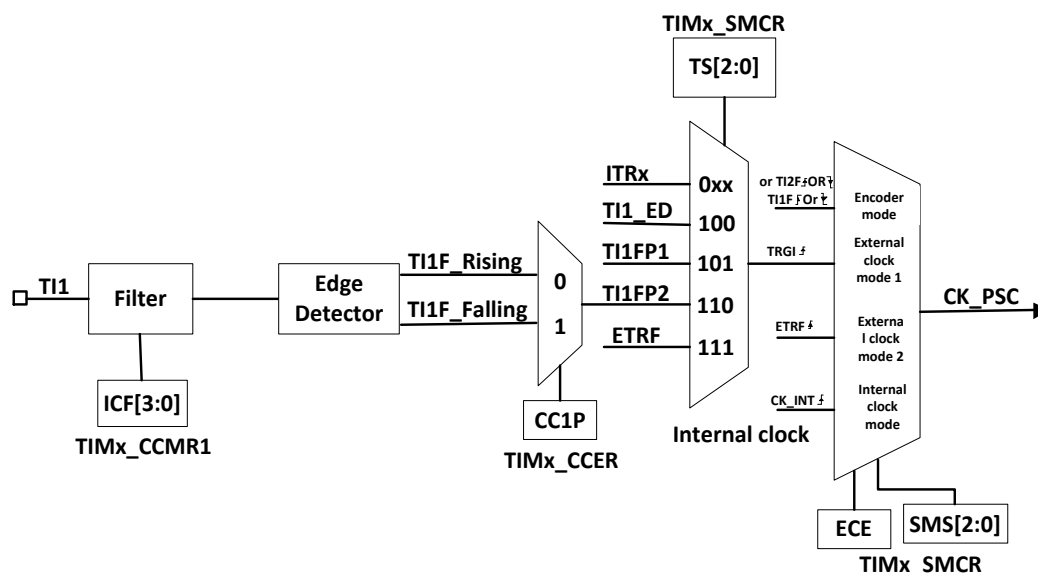 TIMx_SMCR
TS[2:0]
ITRx
0xx
or TI2F OR
TI1F Or
Encoder
mode
TI1_ED
100
TI1FP1
101
TRGI
External
clock
mode 1
TI1F_Rising
0
TI1
Filter
Edge
Detector
TI1F_Falling
1
TI1FP2
110
CK_PSC
ETRF
111
ETRF
Externa
l clock
mode 2
ICF[3:0]
TIMx_CCMR1
CC1P
TIMx_CCER
CK_INT
Internal
clock
mode
Internal clock
ECE
SMS[2:0]
TIMx_SMCR